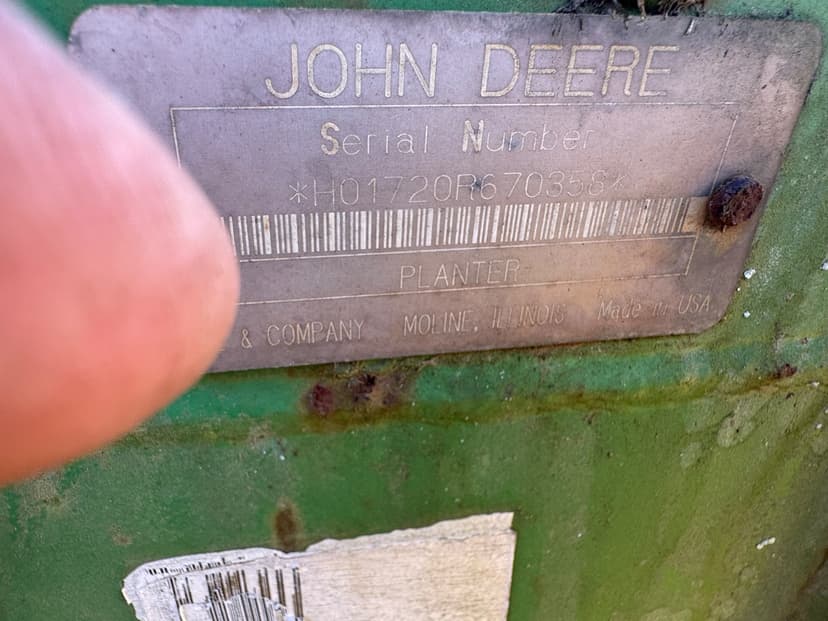 JOHN DEERE
Serial Number
*H01720R670358*
PLANTER
& COMPANY MOLINE, ILLINOIS Made in USA